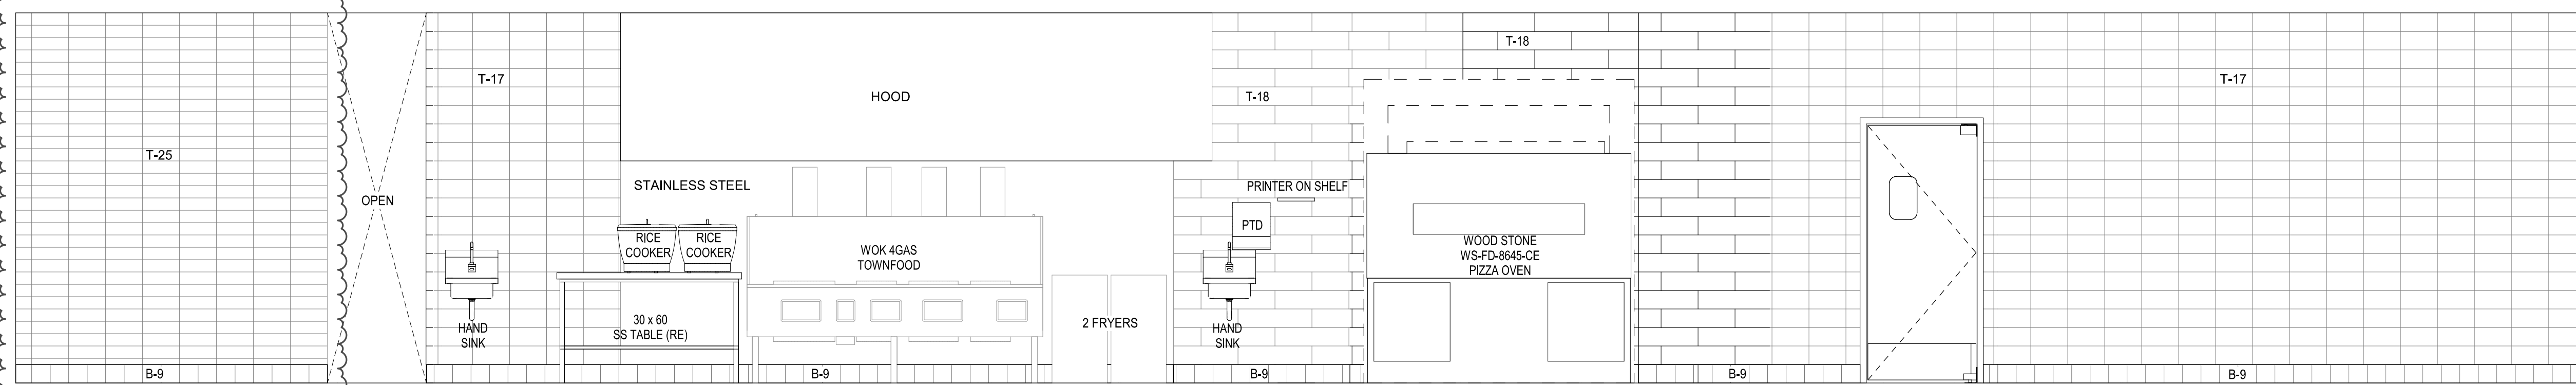 T-25
B-9
OPEN
T-17
HAND
SINK
HOOD
STAINLESS STEEL
RICE
COOKER
RICE
COOKER
30 x 60
SS TABLE (RE)
WOK 4GAS
TOWNFOOD
B-9
2 FRYERS
T-18
PRINTER ON SHELF
PTD
HAND
SINK
B-9
T-18
WOOD STONE
WS-FD-8645-CE
PIZZA OVEN
B-9
T-17
B-9